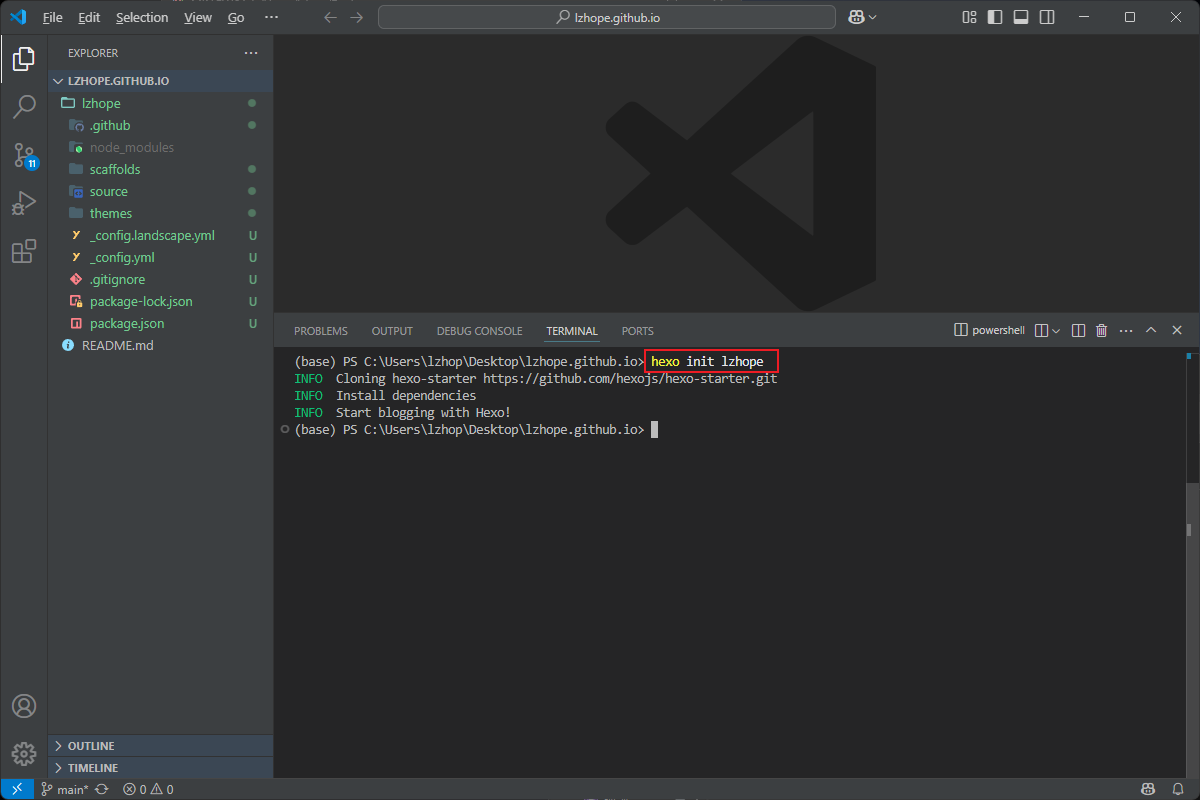 File Edit Selection View Go ··· lzhope.github.io
EXPLORER ···
LZHOPE.GITHUB.IO
lzhope
.github
node_modules
scaffolds
source
themes
_config.landscape.yml U
_config.yml U
.gitignore U
package-lock.json U
package.json U
README.md
11
PROBLEMS OUTPUT DEBUG CONSOLE TERMINAL PORTS powershell ···
(base) PS C:\Users\lzhop\Desktop\lzhope.github.io> hexo init lzhope
INFO Cloning hexo-starter https://github.com/hexojs/hexo-starter.git
INFO Install dependencies
INFO Start blogging with Hexo!
(base) PS C:\Users\lzhop\Desktop\lzhope.github.io>
OUTLINE
TIMELINE
main* 0 0